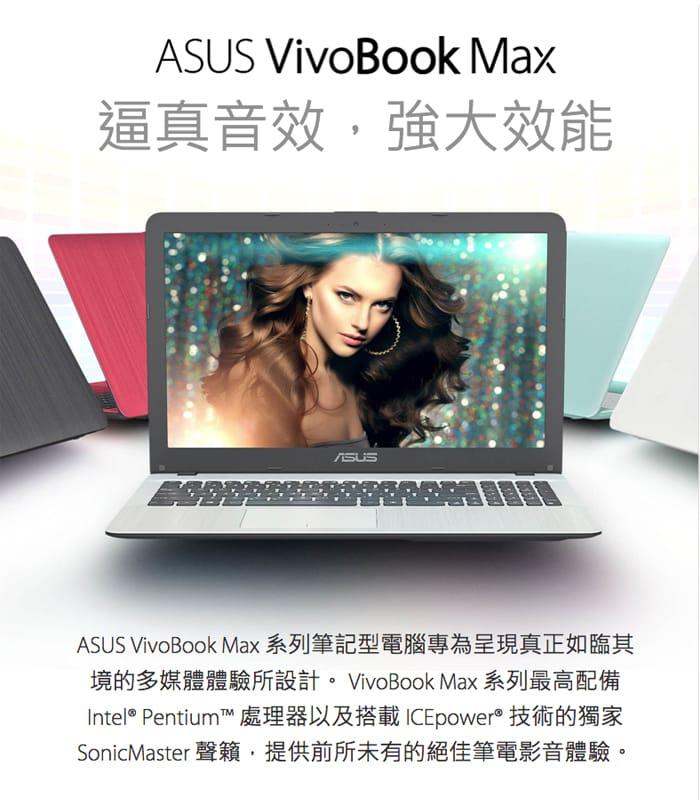 ASUS VivoBook Max
逼真音效，強大效能
ASUS
ASUS VivoBook Max 系列筆記型電腦專為呈現真正如臨其
境的多媒體體驗所設計。 VivoBook Max 系列最高配備
Intel® Pentium™ 處理器以及搭載 ICEpower® 技術的獨家
SonicMaster 聲籟，提供前所未有的絕佳筆電影音體驗。